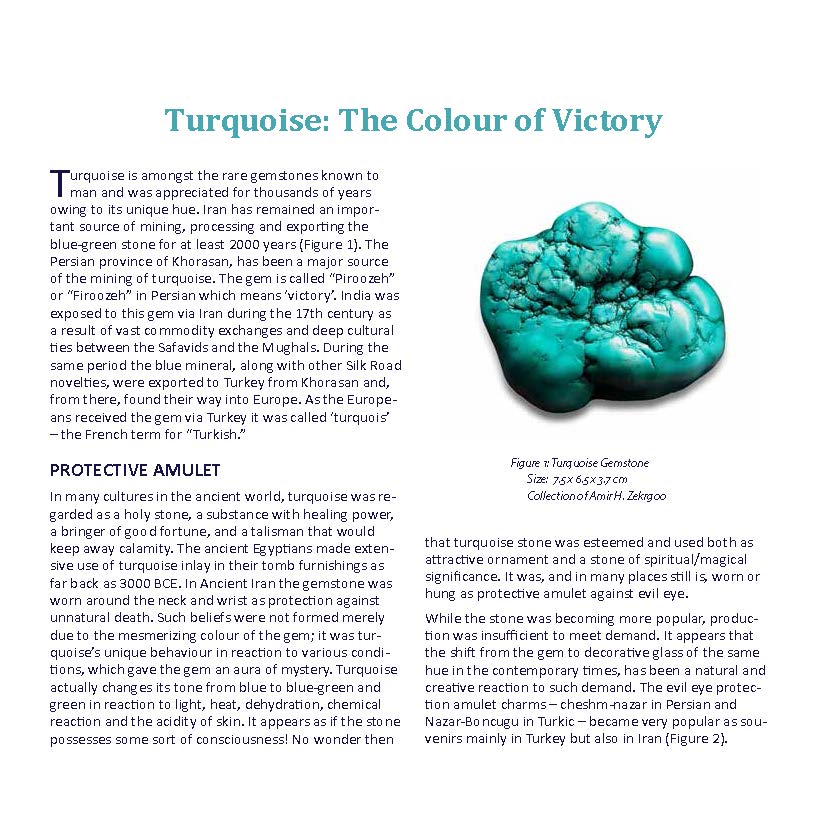 Turquoise: The Colour of Victory
Turquoise is amongst the rare gemstones known to
man and was appreciated for thousands of years
owing to its unique hue. Iran has remained an impor-
tant source of mining, processing and exporting the
blue-green stone for at least 2000 years (Figure 1). The
Persian province of Khorasan, has been a major source
of the mining of turquoise. The gem is called “Piroozeh”
or “Firoozeh” in Persian which means ‘victory’. India was
exposed to this gem via Iran during the 17th century as
a result of vast commodity exchanges and deep cultural
ties between the Safavids and the Mughals. During the
same period the blue mineral, along with other Silk Road
novelties, were exported to Turkey from Khorasan and,
from there, found their way into Europe. As the Europe-
ans received the gem via Turkey it was called ‘turquois’
– the French term for “Turkish.”
PROTECTIVE AMULET
In many cultures in the ancient world, turquoise was re-
garded as a holy stone, a substance with healing power,
a bringer of good fortune, and a talisman that would
keep away calamity. The ancient Egyptians made exten-
sive use of turquoise inlay in their tomb furnishings as
far back as 3000 BCE. In Ancient Iran the gemstone was
worn around the neck and wrist as protection against
unnatural death. Such beliefs were not formed merely
due to the mesmerizing colour of the gem; it was tur-
quoise’s unique behaviour in reaction to various condi-
tions, which gave the gem an aura of mystery. Turquoise
actually changes its tone from blue to blue-green and
green in reaction to light, heat, dehydration, chemical
reaction and the acidity of skin. It appears as if the stone
possesses some sort of consciousness! No wonder then
Figure 1: Turquoise Gemstone
Size: 7.5 x 6.5 x 3.7 cm
Collection of Amir H. Zekrgoo
that turquoise stone was esteemed and used both as
attractive ornament and a stone of spiritual/magical
significance. It was, and in many places still is, worn or
hung as protective amulet against evil eye.
While the stone was becoming more popular, produc-
tion was insufficient to meet demand. It appears that
the shift from the gem to decorative glass of the same
hue in the contemporary times, has been a natural and
creative reaction to such demand. The evil eye protec-
tion amulet charms – cheshm-nazar in Persian and
Nazar-Boncugu in Turkic – became very popular as sou-
venirs mainly in Turkey but also in Iran (Figure 2).